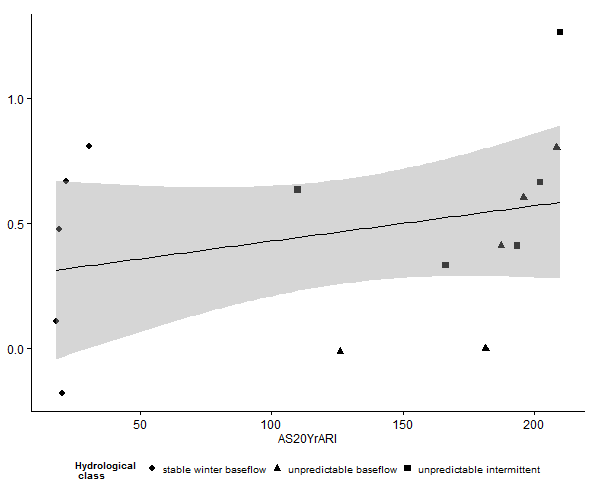 1.0
0.5
0.0
50 100 150 200
AS20YrARI
Hydrological
class
stable winter baseflow unpredictable baseflow unpredictable intermittent